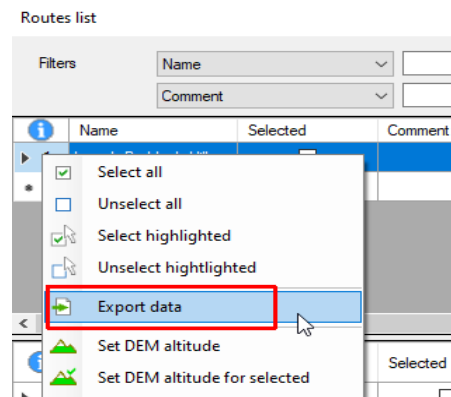 Routes list
Filters Name
Comment
Name Selected Comment
Select all
Unselect all
Select highlighted
Unselect hightlighted
Export data
Set DEM altitude
Selected
Set DEM altitude for selected